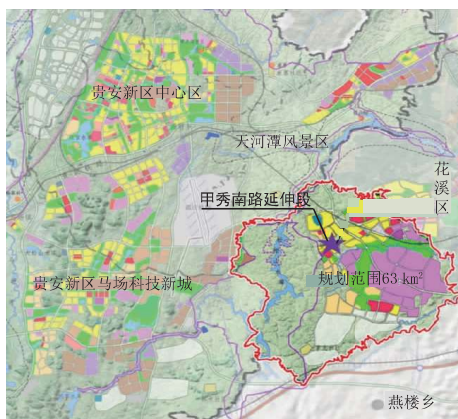 贵安新区中心区
天河潭风景区
花溪区
甲秀南路延伸段
规划范围63 km²
贵安新区马场科技新城
燕楼乡